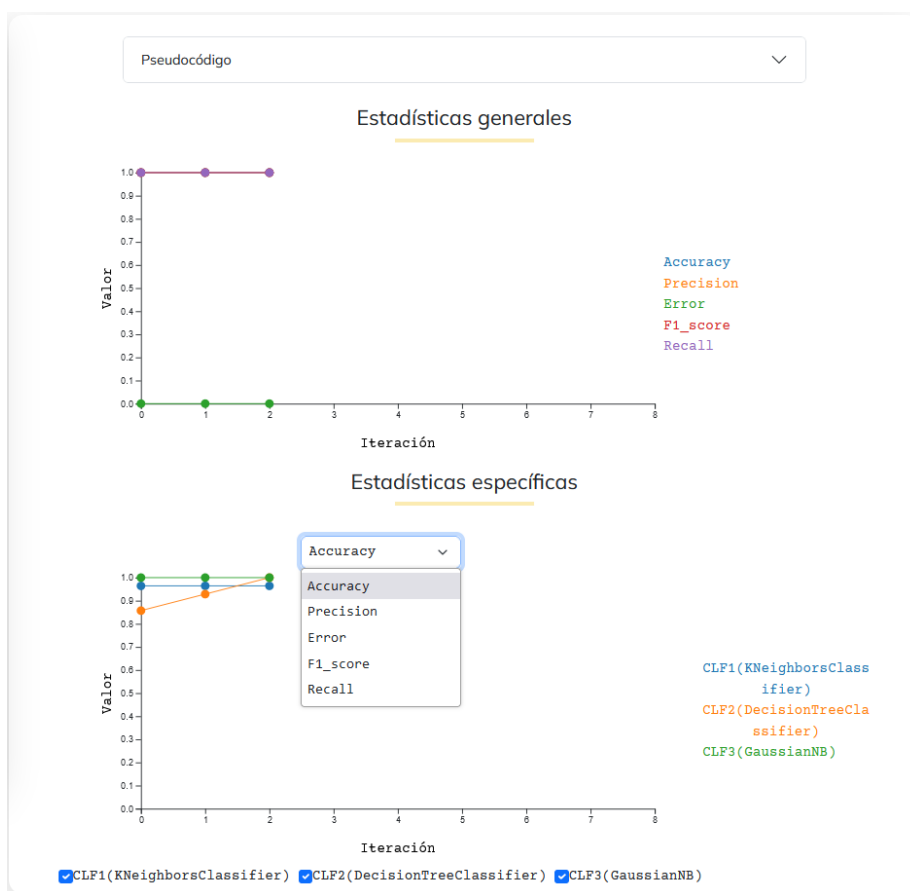 Pseudocódigo
Estadísticas generales
1.0
0.9
0.8
0.7
0.6
0.5
0.4
0.3
0.2
0.1
0.0
Valor
0 1 2 3 4 5 6 7 8
Iteración
Accuracy
Precision
Error
F1_score
Recall
Estadísticas específicas
Accuracy
Accuracy
Precision
Error
F1_score
Recall
1.0
0.9
0.8
0.7
0.6
0.5
0.4
0.3
0.2
0.1
0.0
Valor
0 1 2 3 4 5 6 7 8
Iteración
CLF1(KNeighborsClass
ifier)
CLF2(DecisionTreeCla
ssifier)
CLF3(GaussianNB)
CLF1(KNeighborsClassifier) CLF2(DecisionTreeClassifier) CLF3(GaussianNB)